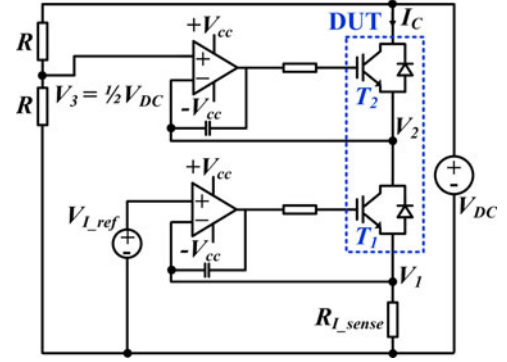 DUT I_C
+V_cc
R
+
−
T_2
V_3 = ½V_DC
-V_cc
R
V_2
+V_cc
+
-
V_DC
V_I_ref
+
-
+
−
T_1
-V_cc
V_1
R_I_sense